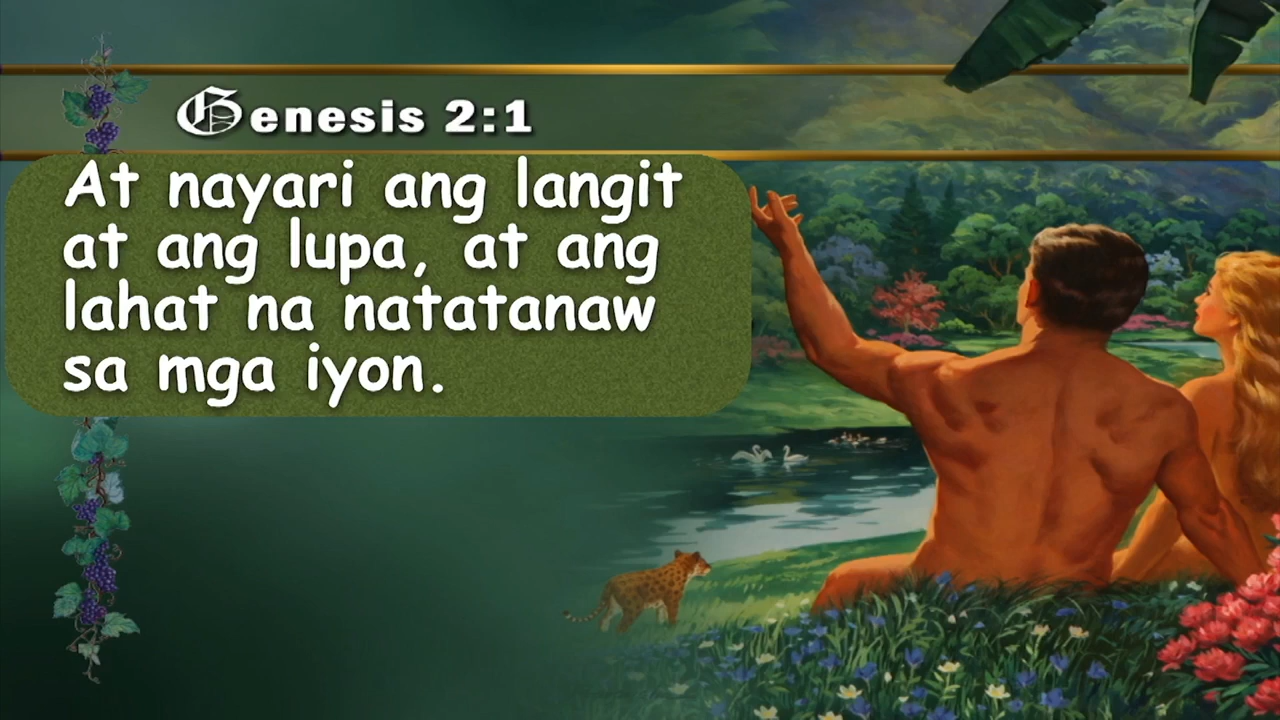 Genesis 2:1
At nayari ang langit
at ang lupa, at ang
lahat na natatanaw
sa mga iyon.